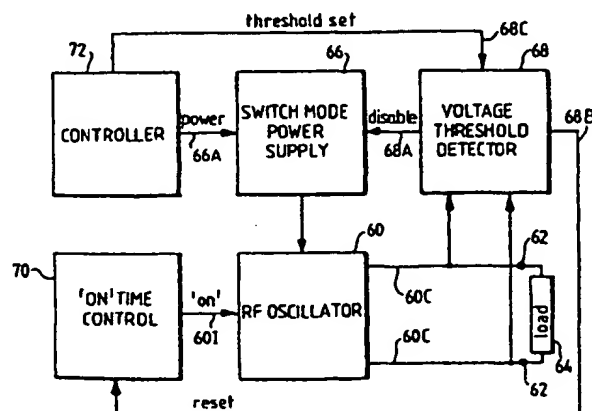 threshold set
72
66
68C
68
68B
CONTROLLER
power
66A
SWITCH MODE
POWER
SUPPLY
disable
68A
VOLTAGE
THRESHOLD
DETECTOR
70
'ON' TIME
CONTROL
'on'
60I
60
RF OSCILLATOR
60C
62
load
64
60C
62
reset